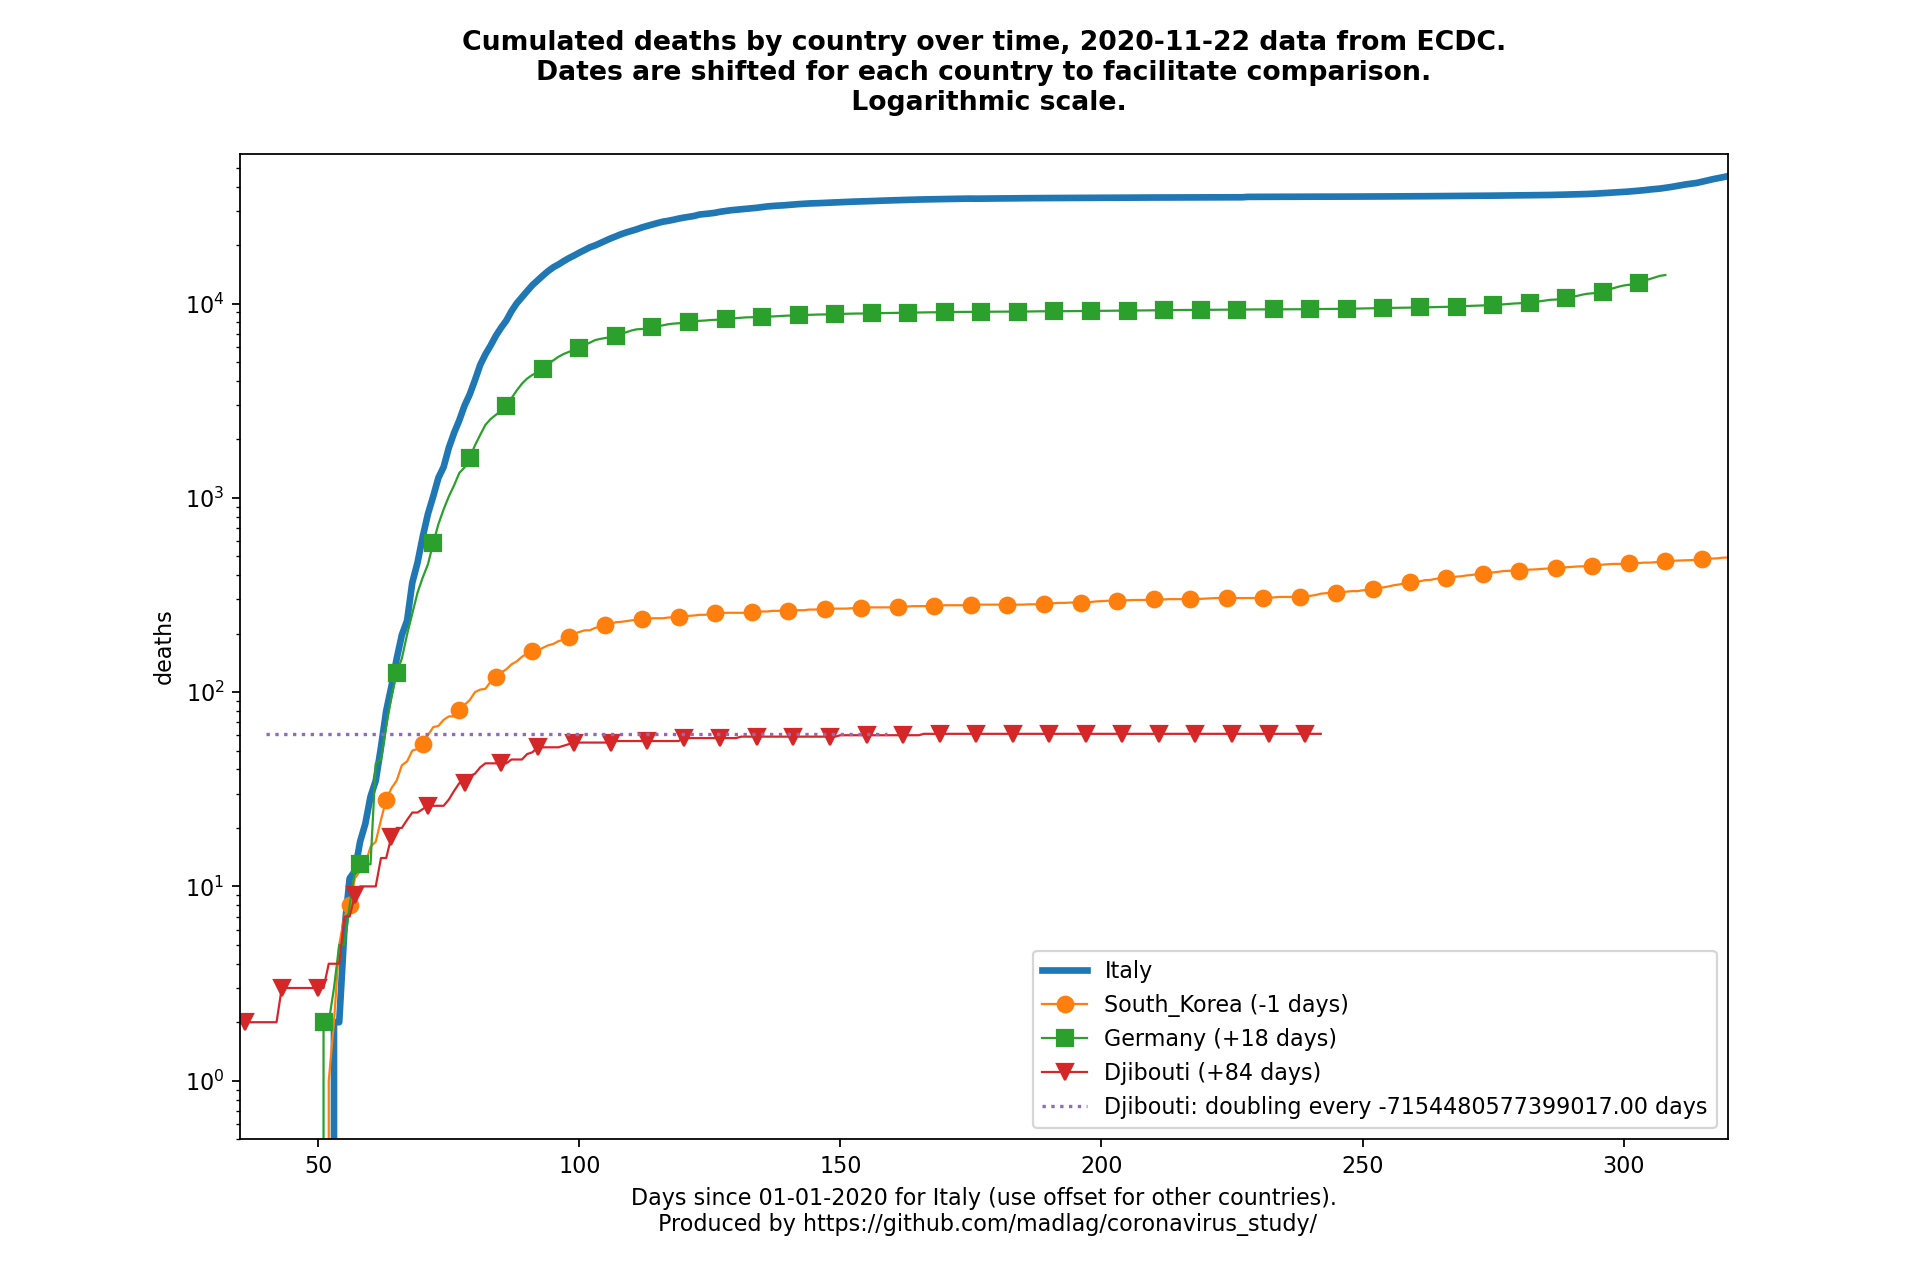 Cumulated deaths by country over time, 2020-11-22 data from ECDC.
Dates are shifted for each country to facilitate comparison.
Logarithmic scale.
deaths
10⁴
10³
10²
10¹
10⁰
50 100 150 200 250 300
Italy
South_Korea (-1 days)
Germany (+18 days)
Djibouti (+84 days)
Djibouti: doubling every -7154480577399017.00 days
Days since 01-01-2020 for Italy (use offset for other countries).
Produced by https://github.com/madlag/coronavirus_study/